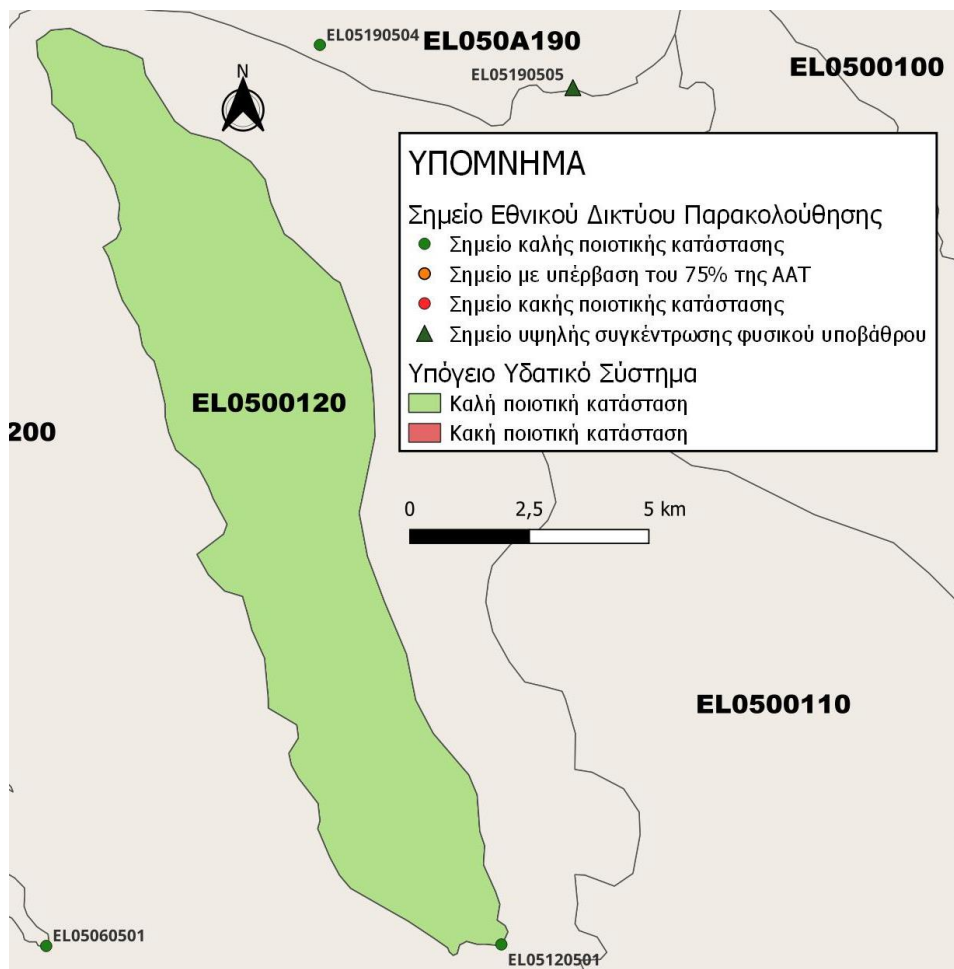 EL05190504
EL050A190
EL05190505
EL0500100
N
ΥΠΟΜΝΗΜΑ
Σημείο Εθνικού Δικτύου Παρακολούθησης
Σημείο καλής ποιοτικής κατάστασης
Σημείο με υπέρβαση του 75% της ΑΑΤ
Σημείο κακής ποιοτικής κατάστασης
Σημείο υψηλής συγκέντρωσης φυσικού υποβάθρου
Υπόγειο Υδατικό Σύστημα
Καλή ποιοτική κατάσταση
Κακή ποιοτική κατάσταση
EL0500120
200
0 2,5 5 km
EL0500110
EL05060501
EL05120501